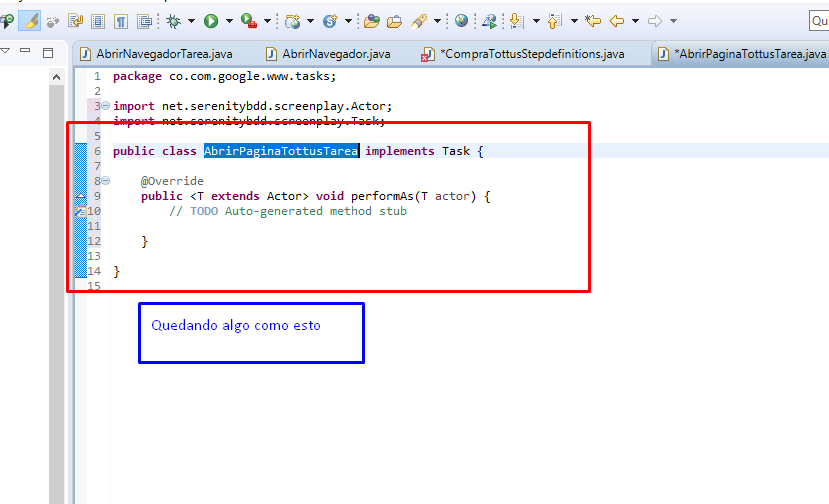 Qu
AbrirNavegadorTarea.java
AbrirNavegador.java
*CompraTottusStepdefinitions.java
*AbrirPaginaTottusTarea.java
1 package co.com.google.www.tasks;
2
3 import net.serenitybdd.screenplay.Actor;
4 import net.serenitybdd.screenplay.Task;
5
6 public class AbrirPaginaTottusTarea implements Task {
7
8 @Override
9 public <T extends Actor> void performAs(T actor) {
10 // TODO Auto-generated method stub
11
12 }
13
14 }
15
Quedando algo como esto